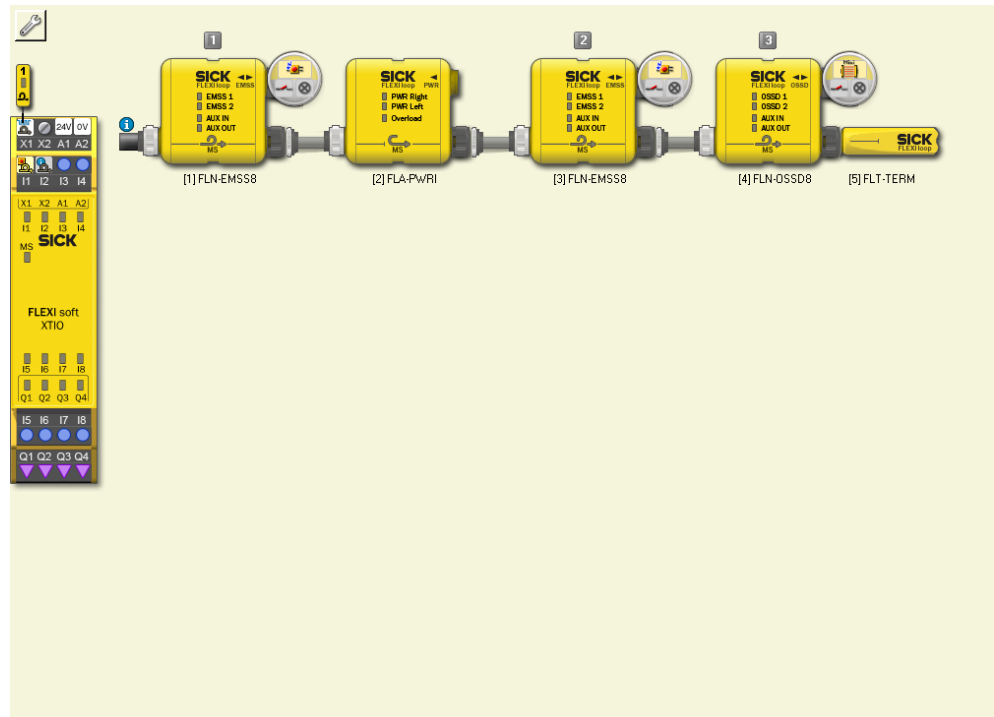 1 2 3
1
X1 X2 24V 0V
X1 X2 A1 A2
I1 I2 I3 I4
X1 X2 A1 A2
I1 I2 I3 I4
MS SICK
FLEXI soft
XTIO
I5 I6 I7 I8
Q1 Q2 Q3 Q4
I5 I6 I7 I8
Q1 Q2 Q3 Q4
i
SICK
FLEXI loop EMSS
EMSS 1
EMSS 2
AUX IN
AUX OUT
MS
[1] FLN-EMSS8
SICK
FLEXI loop PWR
PWR Right
PWR Left
Overload
MS
[2] FLA-PWRI
SICK
FLEXI loop EMSS
EMSS 1
EMSS 2
AUX IN
AUX OUT
MS
[3] FLN-EMSS8
SICK
FLEXI loop OSSD
OSSD 1
OSSD 2
AUX IN
AUX OUT
MS
[4] FLN-OSSD8
SICK
FLEXI loop
[5] FLT-TERM